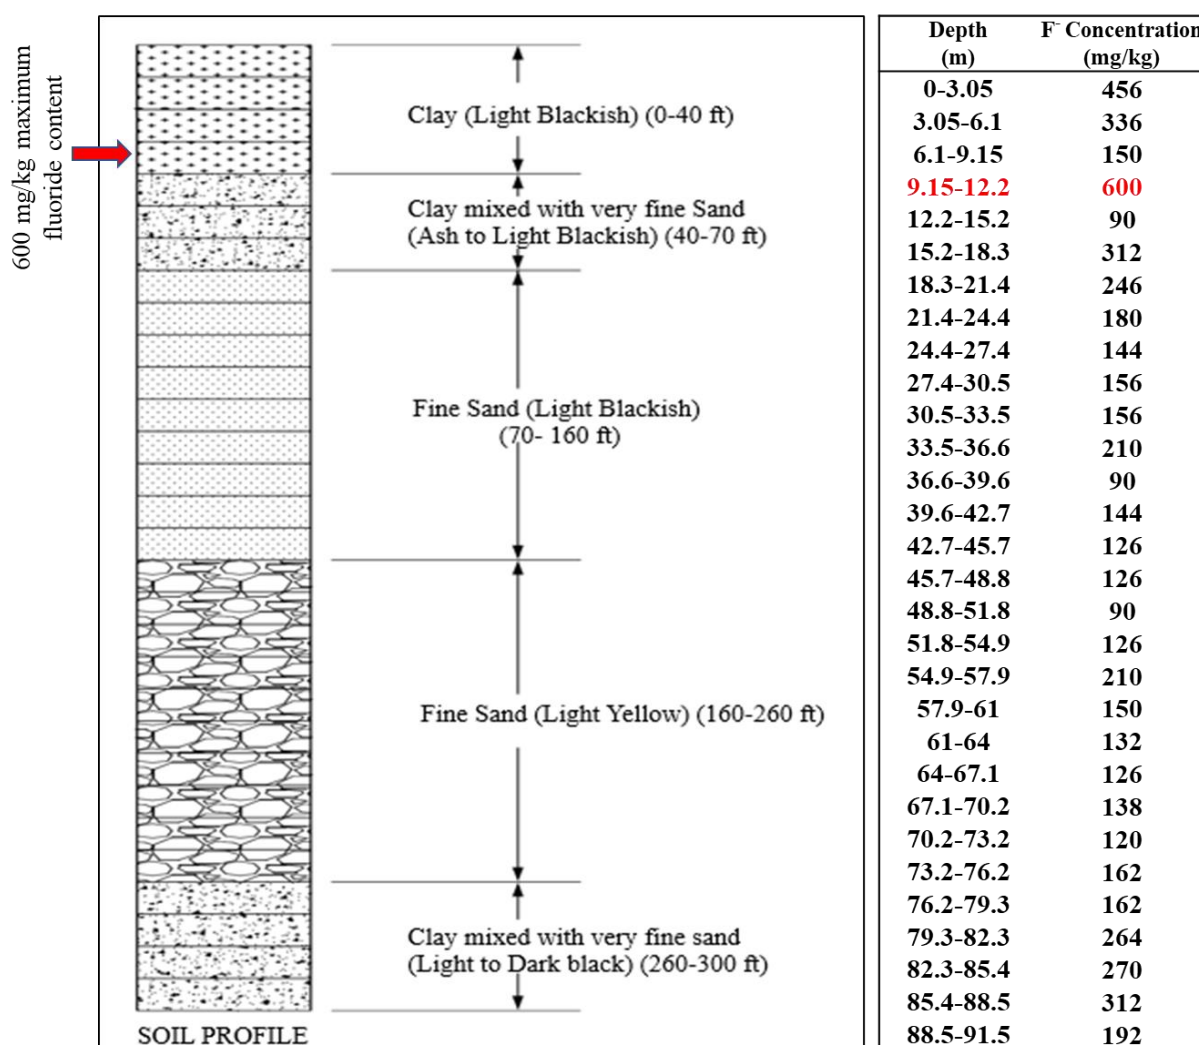 600 mg/kg maximum
fluoride content
Clay (Light Blackish) (0-40 ft)
Clay mixed with very fine Sand
(Ash to Light Blackish) (40-70 ft)
Fine Sand (Light Blackish)
(70- 160 ft)
Fine Sand (Light Yellow) (160-260 ft)
Clay mixed with very fine sand
(Light to Dark black) (260-300 ft)
SOIL PROFILE
Depth F⁻ Concentration
(m) (mg/kg)
0-3.05 456
3.05-6.1 336
6.1-9.15 150
9.15-12.2 600
12.2-15.2 90
15.2-18.3 312
18.3-21.4 246
21.4-24.4 180
24.4-27.4 144
27.4-30.5 156
30.5-33.5 156
33.5-36.6 210
36.6-39.6 90
39.6-42.7 144
42.7-45.7 126
45.7-48.8 126
48.8-51.8 90
51.8-54.9 126
54.9-57.9 210
57.9-61 150
61-64 132
64-67.1 126
67.1-70.2 138
70.2-73.2 120
73.2-76.2 162
76.2-79.3 162
79.3-82.3 264
82.3-85.4 270
85.4-88.5 312
88.5-91.5 192